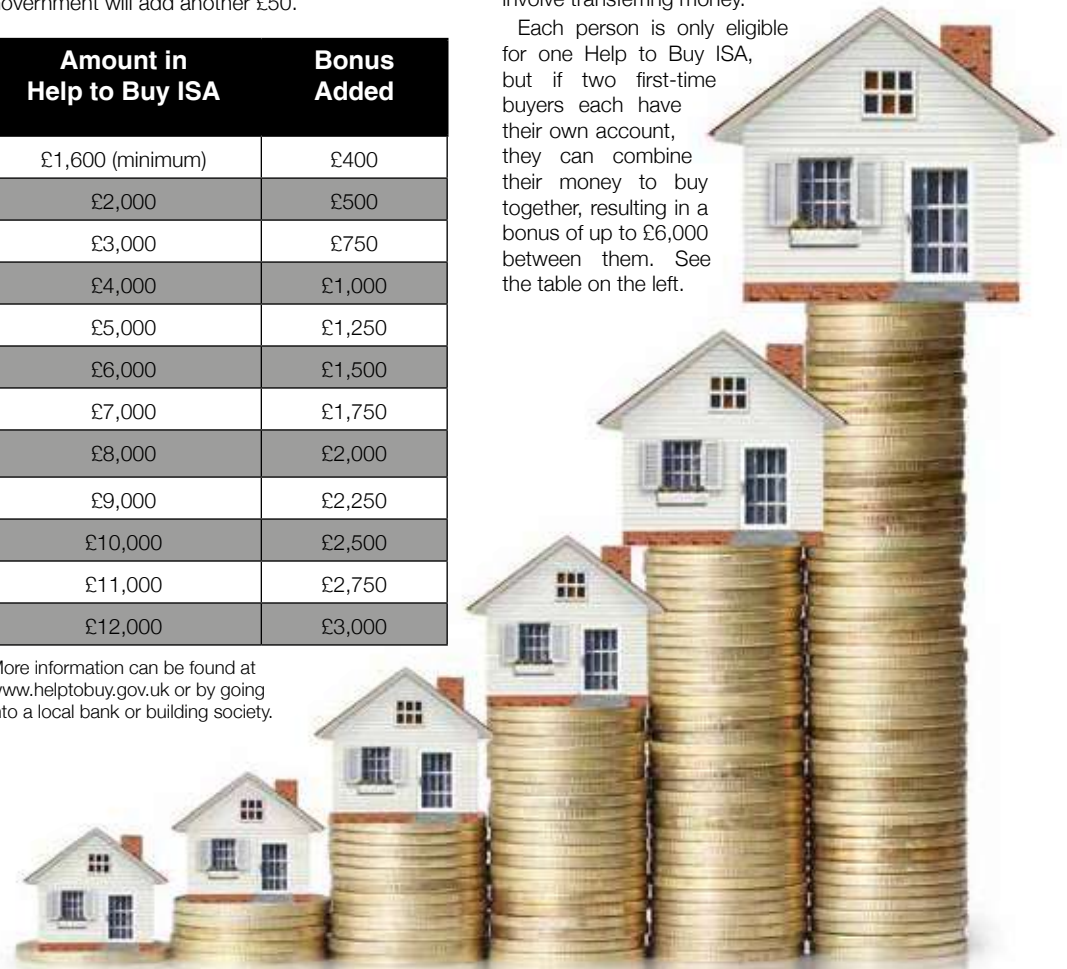 government will add another £50.
Amount in
Help to Buy ISA
Bonus
Added
£1,600 (minimum) £400
£2,000 £500
£3,000 £750
£4,000 £1,000
£5,000 £1,250
£6,000 £1,500
£7,000 £1,750
£8,000 £2,000
£9,000 £2,250
£10,000 £2,500
£11,000 £2,750
£12,000 £3,000
More information can be found at
www.helptobuy.gov.uk or by going
into a local bank or building society.
involve transferring money.
Each person is only eligible
for one Help to Buy ISA,
but if two first-time
buyers each have
their own account,
they can combine
their money to buy
together, resulting in a
bonus of up to £6,000
between them. See
the table on the left.